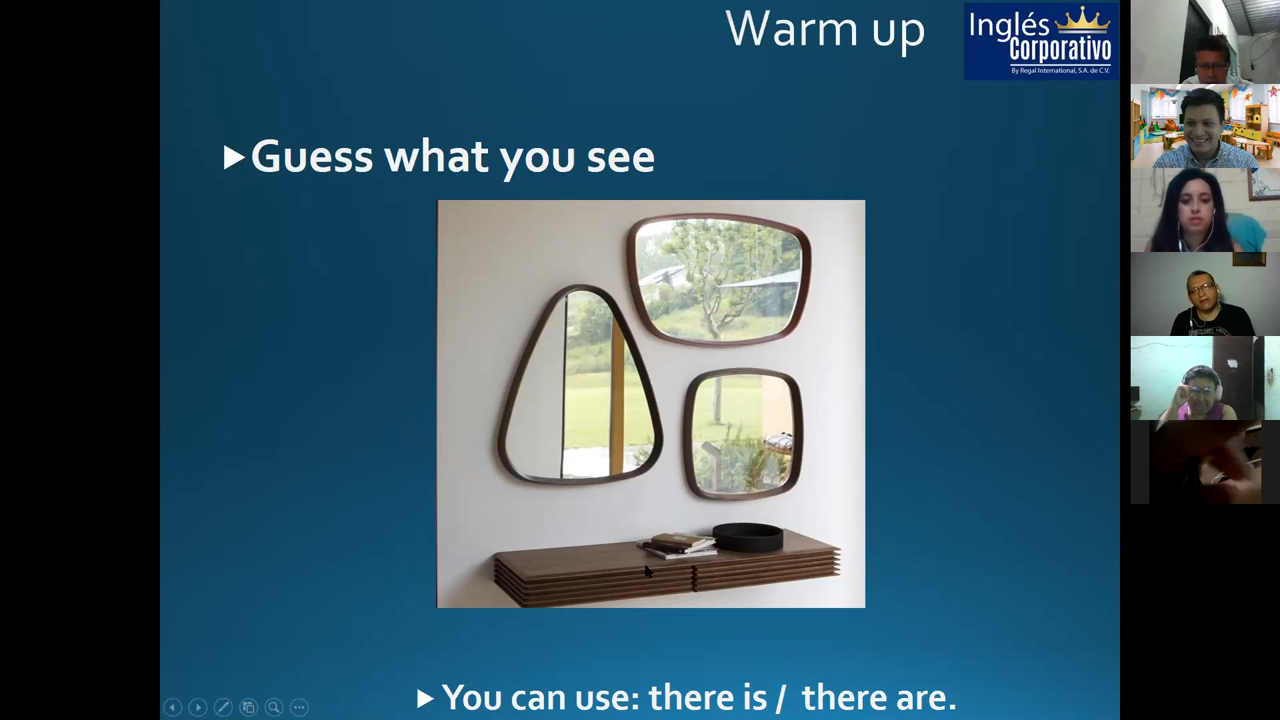 Warm up
Inglés
Corporativo
By Regal International, S.A. de C.V.
Guess what you see
You can use: there is / there are.